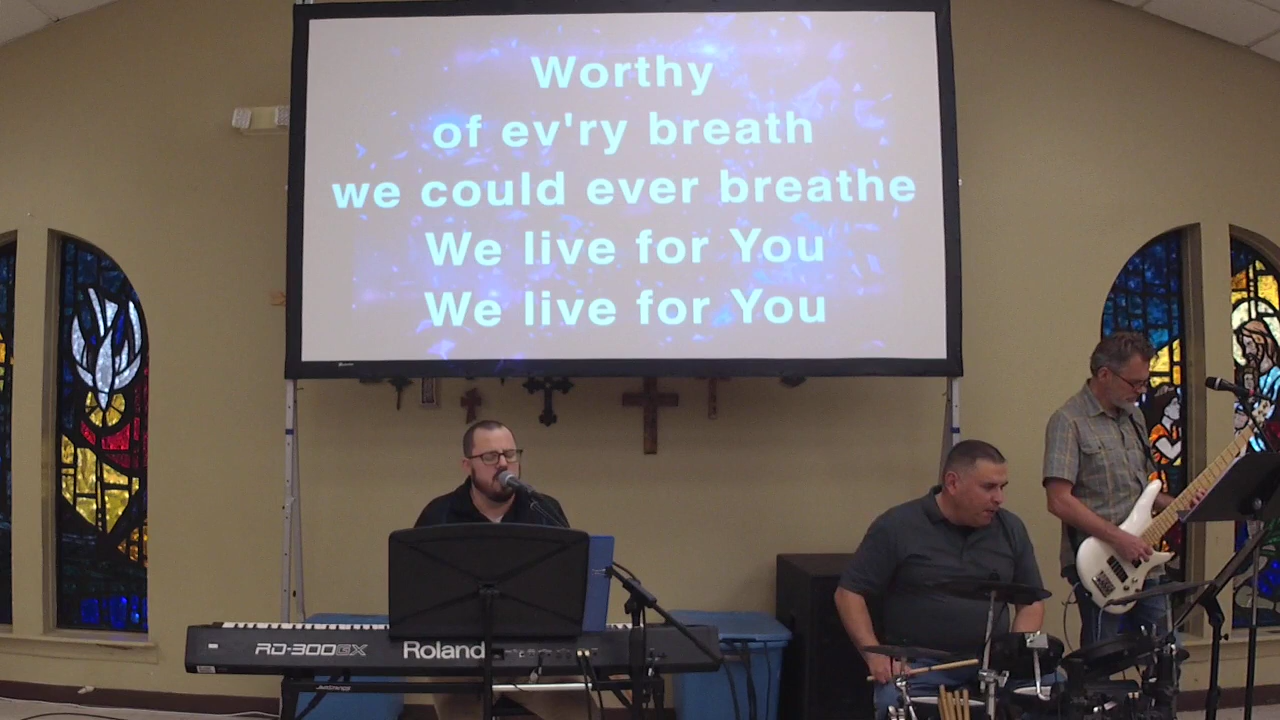 Worthy
of ev'ry breath
we could ever breathe
We live for You
We live for You
RD-300GX Roland